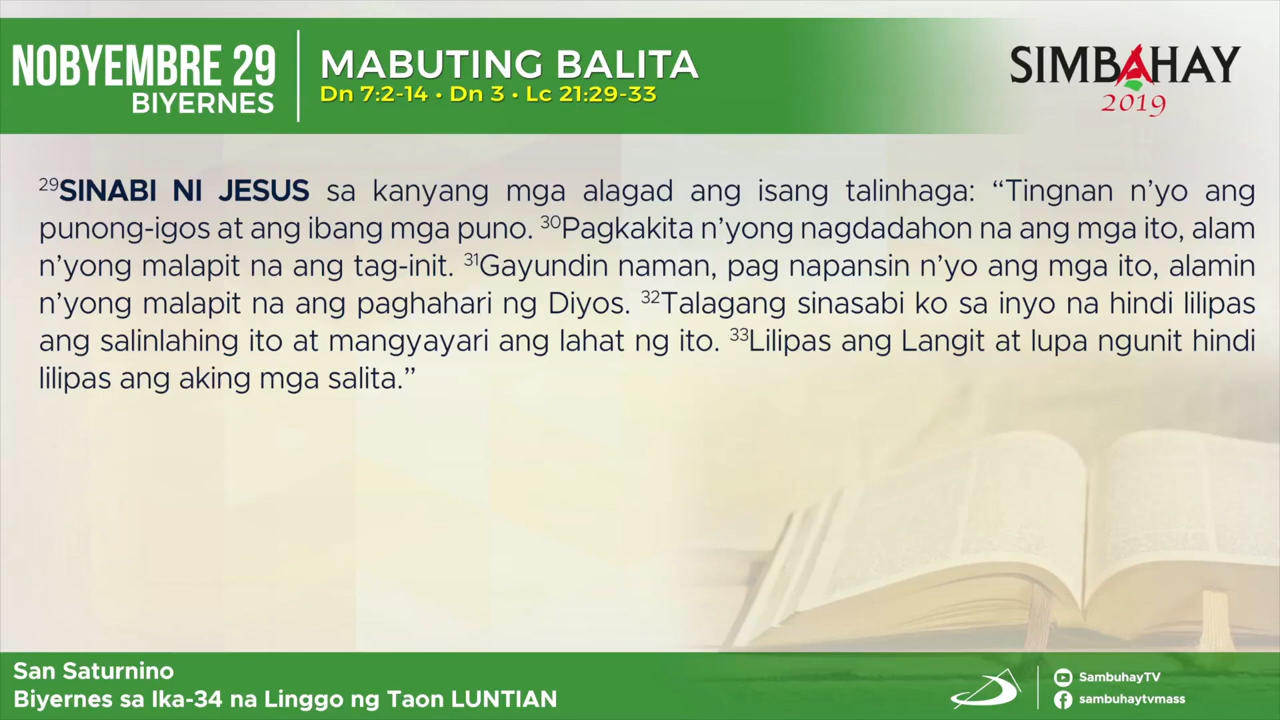 NOBYEMBRE 29
BIYERNES
MABUTING BALITA
Dn 7:2-14 • Dn 3 • Lc 21:29-33
SIMBAHAY
2019
29SINABI NI JESUS sa kanyang mga alagad ang isang talinhaga: “Tingnan n’yo ang
punong-igos at ang ibang mga puno. 30Pagkakita n’yong nagdadahon na ang mga ito, alam
n’yong malapit na ang tag-init. 31Gayundin naman, pag napansin n’yo ang mga ito, alamin
n’yong malapit na ang paghahari ng Diyos. 32Talagang sinasabi ko sa inyo na hindi lilipas
ang salinlahing ito at mangyayari ang lahat ng ito. 33Lilipas ang Langit at lupa ngunit hindi
lilipas ang aking mga salita.”
San Saturnino
Biyernes sa Ika-34 na Linggo ng Taon LUNTIAN
SambuhayTV
sambuhaytvmass